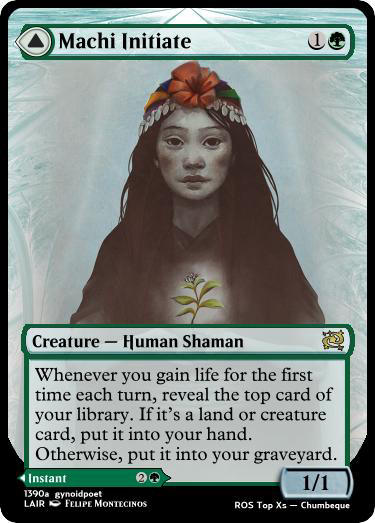 Machi Initiate 1
Creature — Human Shaman
Whenever you gain life for the first
time each turn, reveal the top card of
your library. If it's a land or creature
card, put it into your hand.
Otherwise, put it into your graveyard.
Instant 2
1/1
1390a gynoidpoet
LAIR Felipe Montecinos
ROS Top Xs — Chumbeque